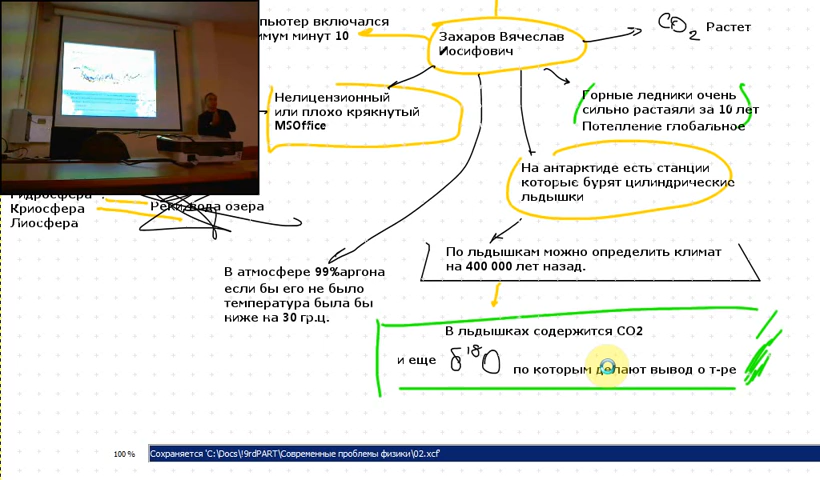 пьютер включался
имум минут 10
Захаров Вячеслав
Иосифович
CO2 Растет
Нелицензионный
или плохо крякнутый
MSOffice
Горные ледники очень
сильно растаяли за 10 лет
Потепление глобальное
На антарктиде есть станции
которые бурят цилиндрические
льдышки
Гидросфера
Криосфера
Лиосфера
Реки вода озера
По льдышкам можно определить климат
на 400 000 лет назад.
В атмосфере 99%аргона
если бы его не было
температура была бы
ниже на 30 гр.ц.
В льдышках содержится CO2
и еще δ18O по которым делают вывод о т-ре
100 % Сохраняется 'C:\Docs\!9rdPART\Современные проблемы физики\02.xcf'